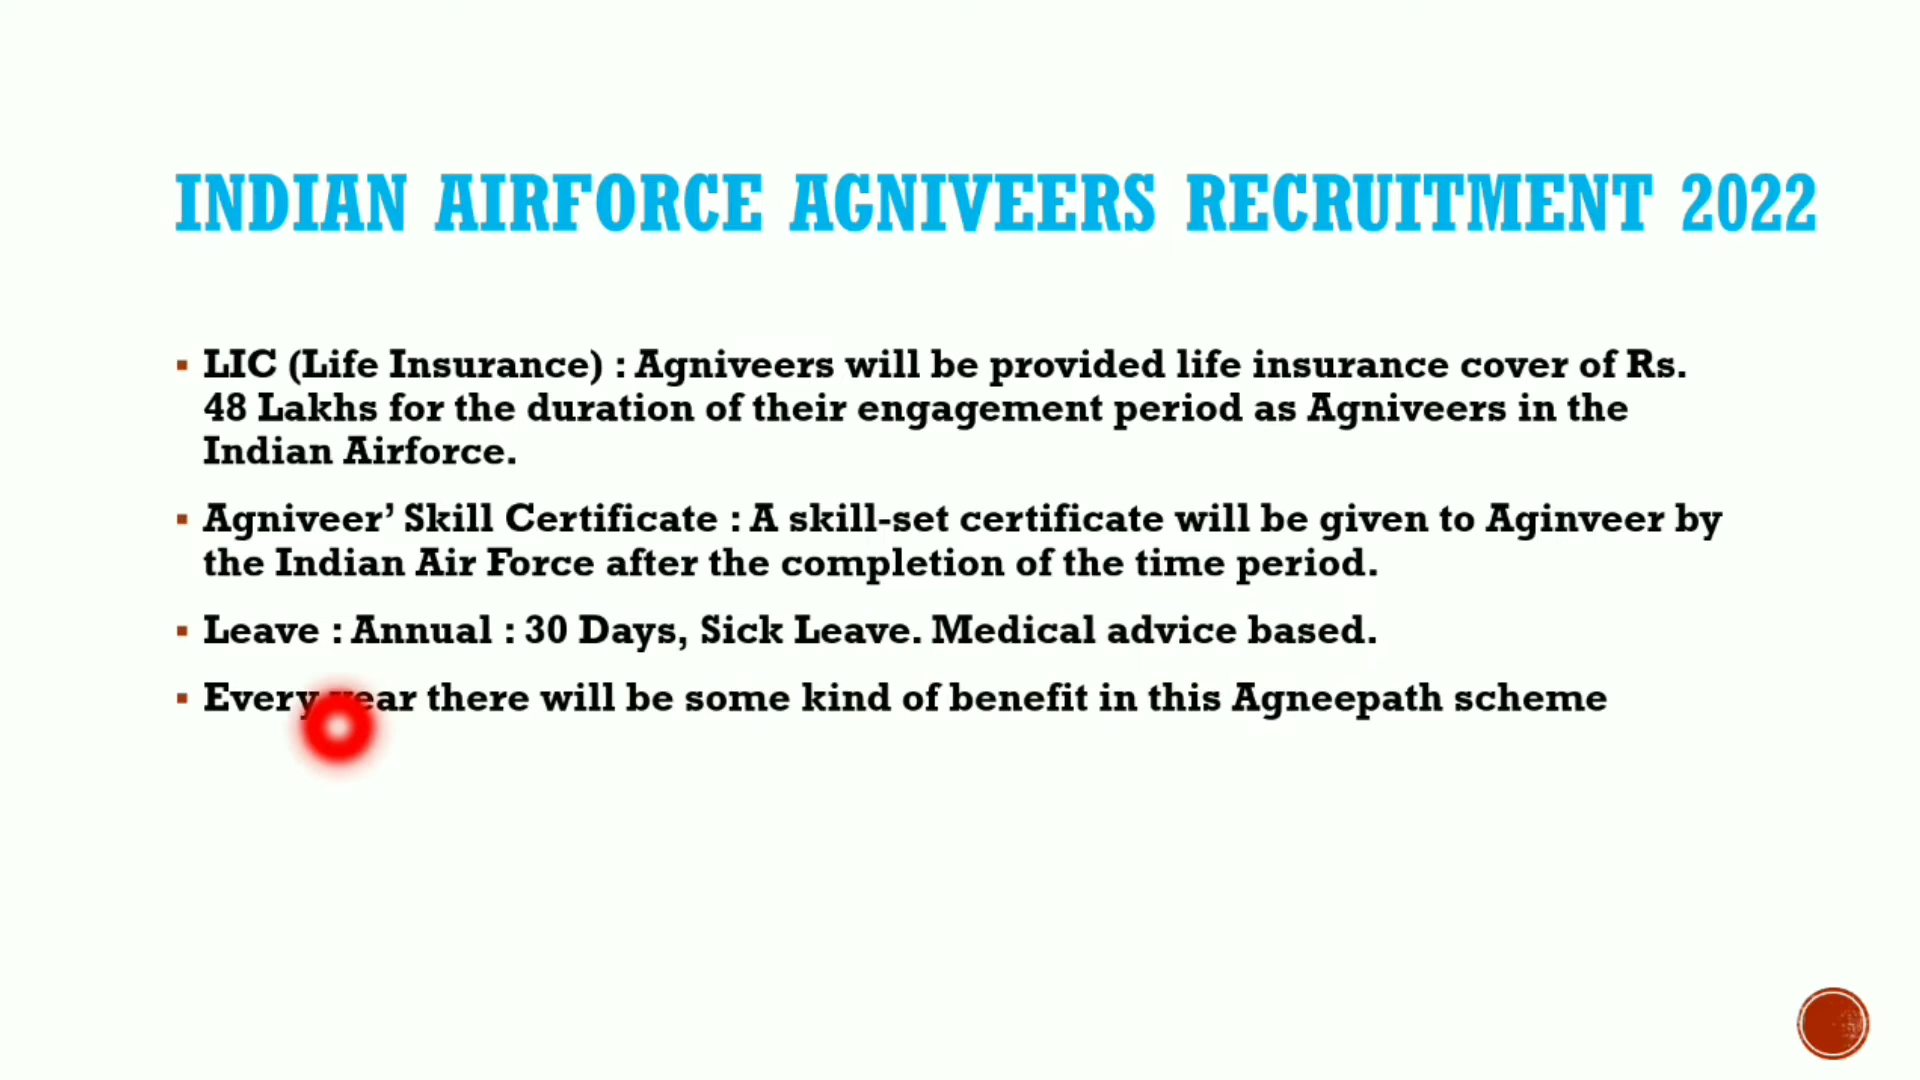 INDIAN AIRFORCE AGNIVEERS RECRUITMENT 2022
▪ LIC (Life Insurance) : Agniveers will be provided life insurance cover of Rs.
48 Lakhs for the duration of their engagement period as Agniveers in the
Indian Airforce.
▪ Agniveer’ Skill Certificate : A skill-set certificate will be given to Aginveer by
the Indian Air Force after the completion of the time period.
▪ Leave : Annual : 30 Days, Sick Leave. Medical advice based.
▪ Every year there will be some kind of benefit in this Agneepath scheme